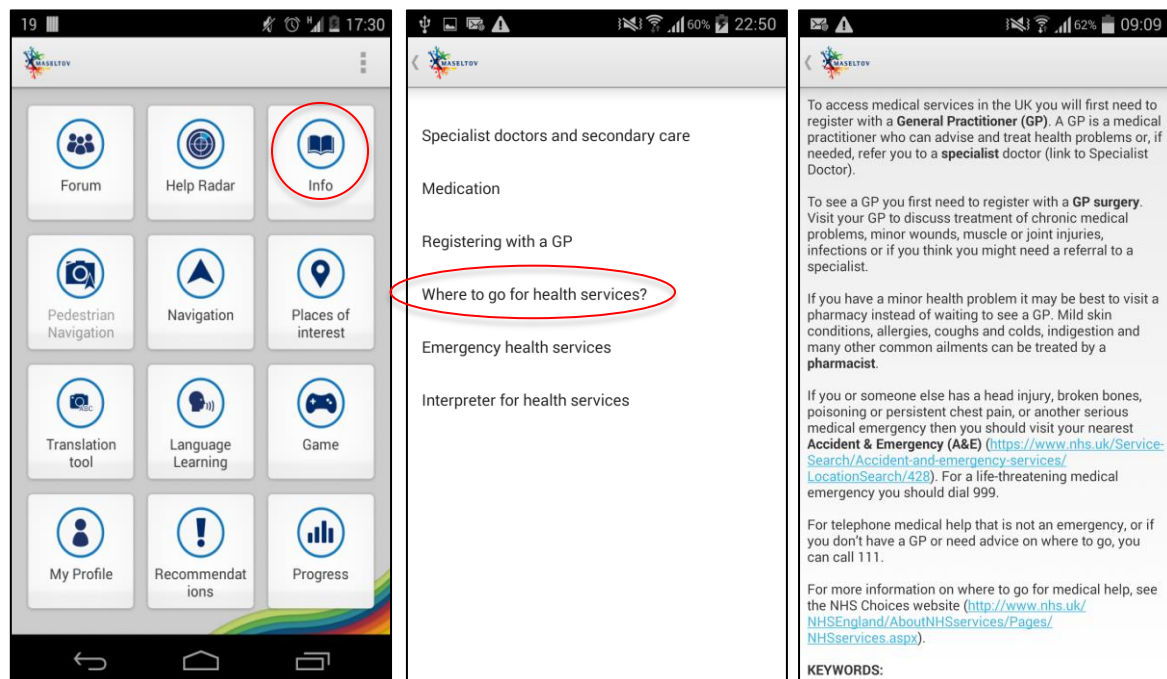 19
17:30
MASELTOV
Forum
Help Radar
Info
Pedestrian
Navigation
Navigation
Places of
interest
Translation
tool
ABC
Language
Learning
Game
My Profile
Recommendat
ions
Progress
60% 22:50
MASELTOV
Specialist doctors and secondary care
Medication
Registering with a GP
Where to go for health services?
Emergency health services
Interpreter for health services
62% 09:09
MASELTOV
To access medical services in the UK you will first need to
register with a General Practitioner (GP). A GP is a medical
practitioner who can advise and treat health problems or, if
needed, refer you to a specialist doctor (link to Specialist
Doctor).
To see a GP you first need to register with a GP surgery.
Visit your GP to discuss treatment of chronic medical
problems, minor wounds, muscle or joint injuries,
infections or if you think you might need a referral to a
specialist.
If you have a minor health problem it may be best to visit a
pharmacy instead of waiting to see a GP. Mild skin
conditions, allergies, coughs and colds, indigestion and
many other common ailments can be treated by a
pharmacist.
If you or someone else has a head injury, broken bones,
poisoning or persistent chest pain, or another serious
medical emergency then you should visit your nearest
Accident & Emergency (A&E) (https://www.nhs.uk/Service-
Search/Accident-and-emergency-services/
LocationSearch/428). For a life-threatening medical
emergency you should dial 999.
For telephone medical help that is not an emergency, or if
you don't have a GP or need advice on where to go, you
can call 111.
For more information on where to go for medical help, see
the NHS Choices website (http://www.nhs.uk/
NHSEngland/AboutNHSservices/Pages/
NHSservices.aspx).
KEYWORDS: